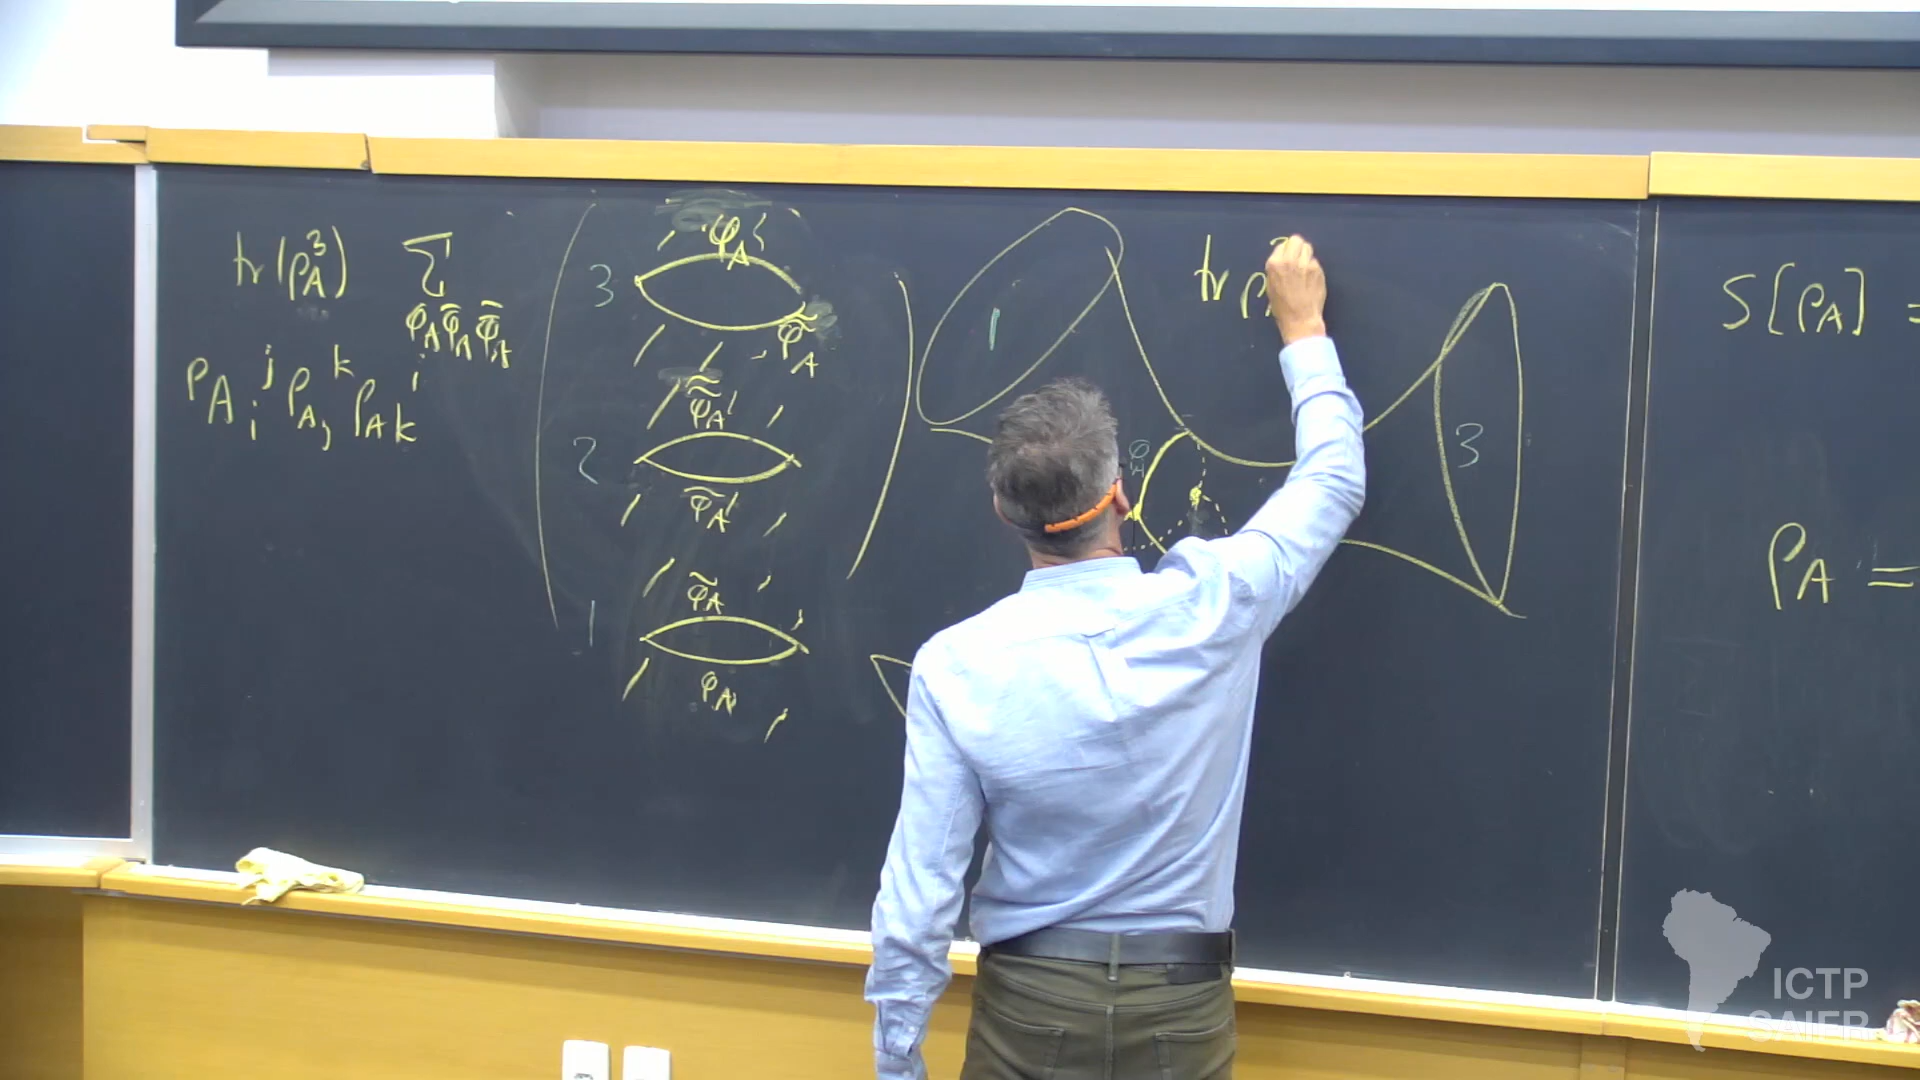 tr(ρ_A^3) Σ
φ_A φ̃_A φ̃̃_A
ρ_A i^j ρ_A j^k ρ_A k^i
3
φ_A
φ̃_A
2
φ̃̃_A
φ̃_A
1
φ̃_A
φ_A
1
tr ρ
φ_A
3
S[ρ_A] =
ρ_A =
ICTP
SAIFR